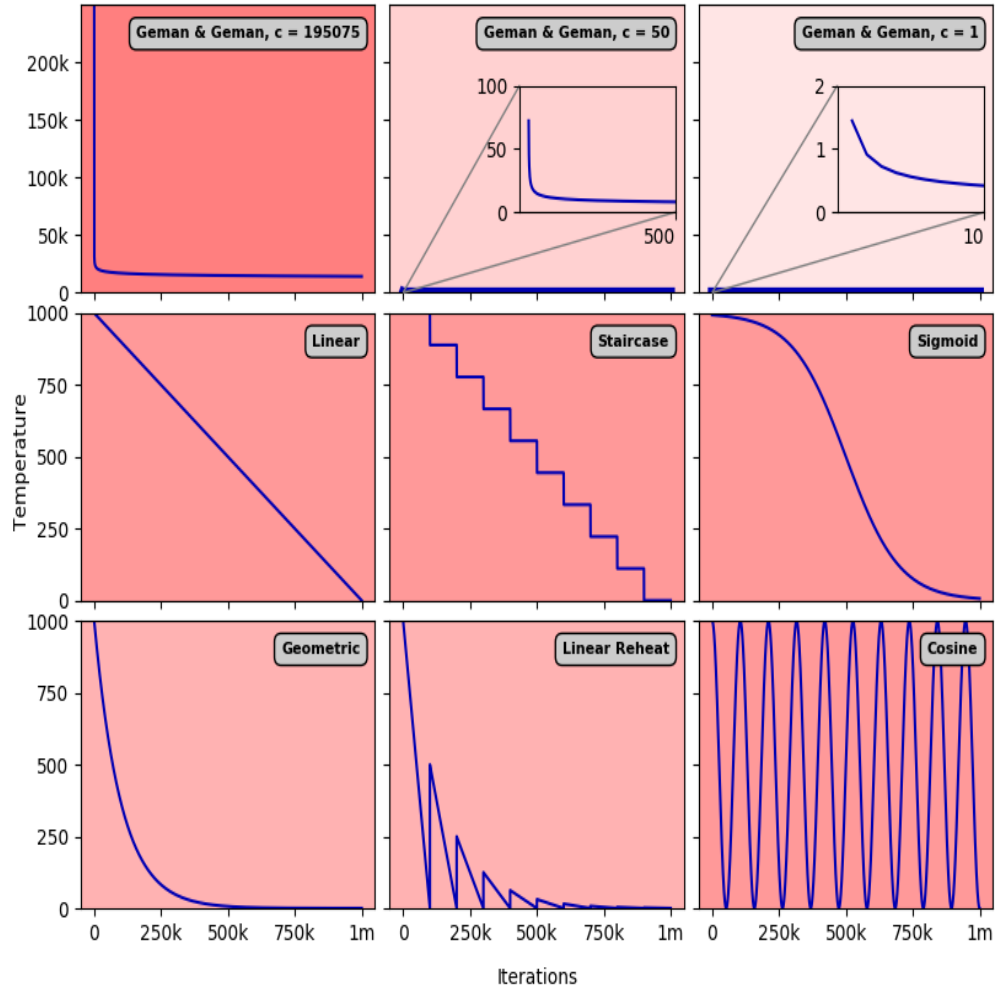 Geman & Geman, c = 195075
Geman & Geman, c = 50
Geman & Geman, c = 1
200k
150k
100k
50k
0
100
50
0
500
2
1
0
10
Temperature
1000
750
500
250
0
Linear
Staircase
Sigmoid
1000
750
500
250
0
Geometric
Linear Reheat
Cosine
0 250k 500k 750k 1m
0 250k 500k 750k 1m
0 250k 500k 750k 1m
Iterations